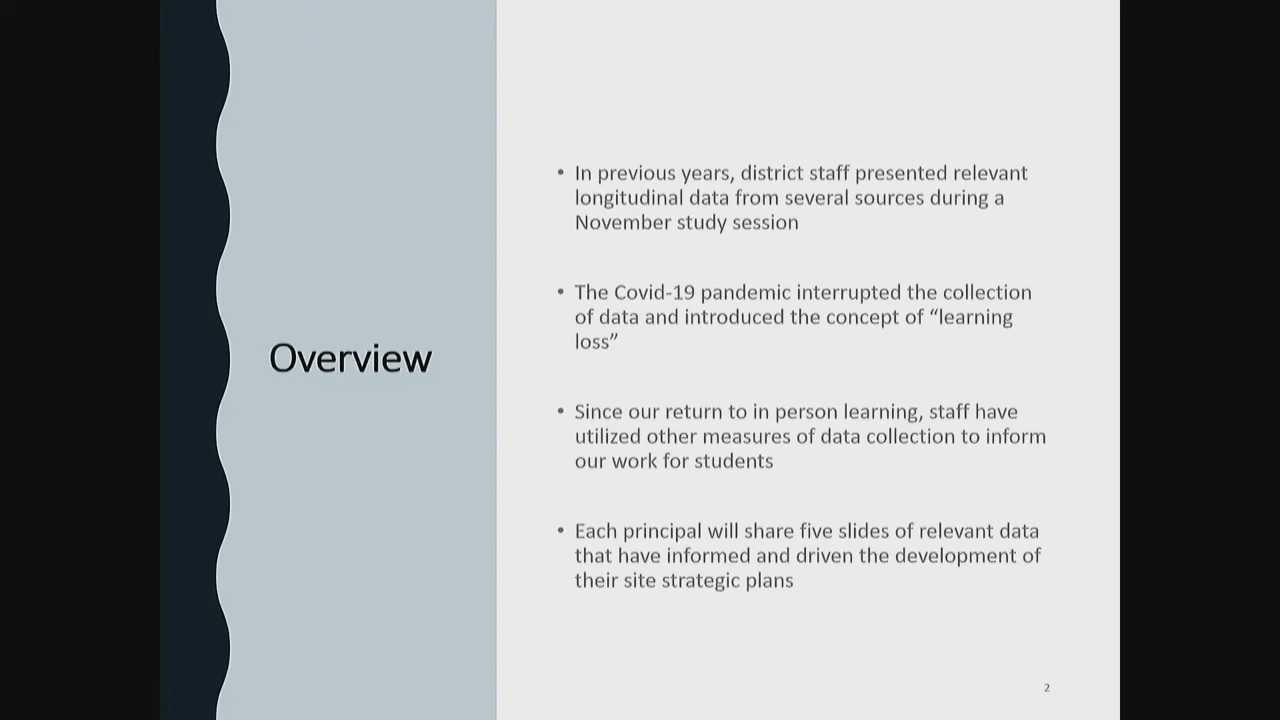 Overview
• In previous years, district staff presented relevant
longitudinal data from several sources during a
November study session
• The Covid-19 pandemic interrupted the collection
of data and introduced the concept of “learning
loss”
• Since our return to in person learning, staff have
utilized other measures of data collection to inform
our work for students
• Each principal will share five slides of relevant data
that have informed and driven the development of
their site strategic plans
2